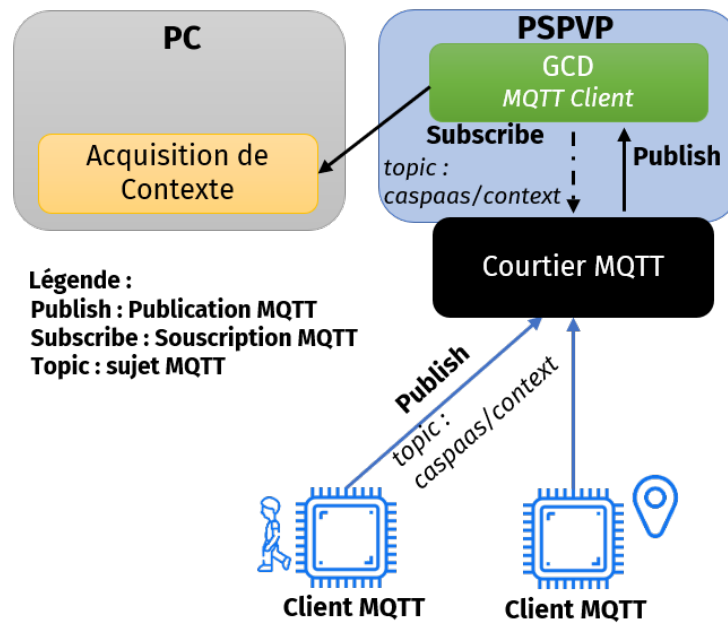 PC
Acquisition de
Contexte
PSPVP
GCD
MQTT Client
Subscribe
topic :
caspaas/context
Publish
Courtier MQTT
Légende :
Publish : Publication MQTT
Subscribe : Souscription MQTT
Topic : sujet MQTT
Publish
topic :
caspaas/context
Client MQTT
Client MQTT